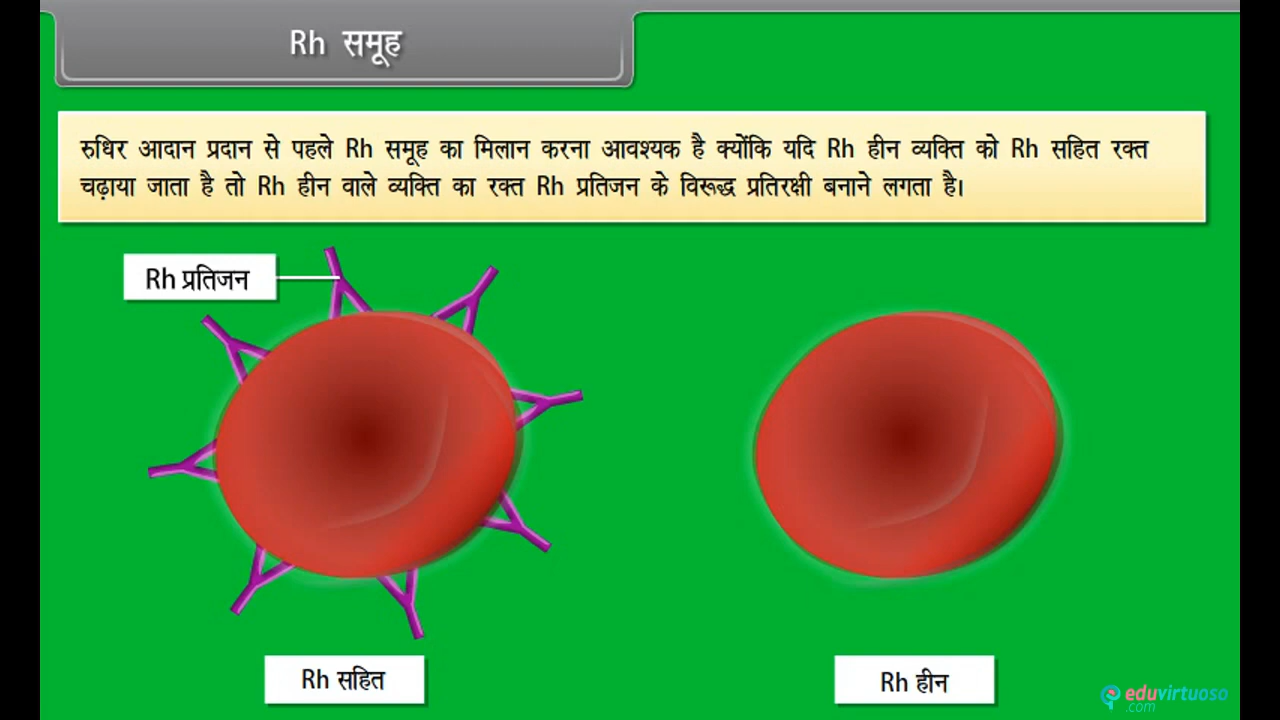 Rh समूह
रुधिर आदान प्रदान से पहले Rh समूह का मिलान करना आवश्यक है क्योंकि यदि Rh हीन व्यक्ति को Rh सहित रक्त
चढ़ाया जाता है तो Rh हीन वाले व्यक्ति का रक्त Rh प्रतिजन के विरूद्ध प्रतिरक्षी बनाने लगता है।
Rh प्रतिजन
Rh सहित
Rh हीन
eduvirtuoso
.com